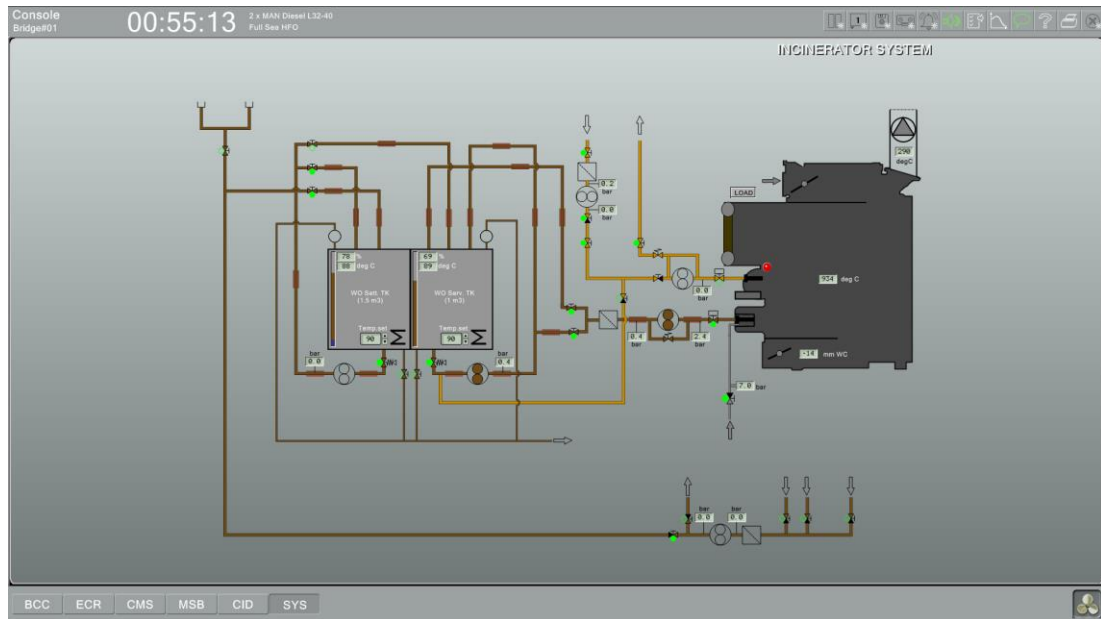 Console
Bridge#01
00:55:13
2 x MAN Diesel L32-40
Full Sea HFO
INCINERATOR SYSTEM
290
degC
0.2
bar
0.0
bar
LOAD
78 %
88 deg C
WO Sett. TK
(1,5 m3)
Temp.set
90
69 %
89 deg C
WO Serv. TK
(1 m3)
Temp.set
90
934 deg C
0.0
bar
0.4
bar
2.4
bar
-14 mm WC
bar
0.0
bar
0.4
7.0 bar
bar
0.0
bar
0.0
BCC
ECR
CMS
MSB
CID
SYS